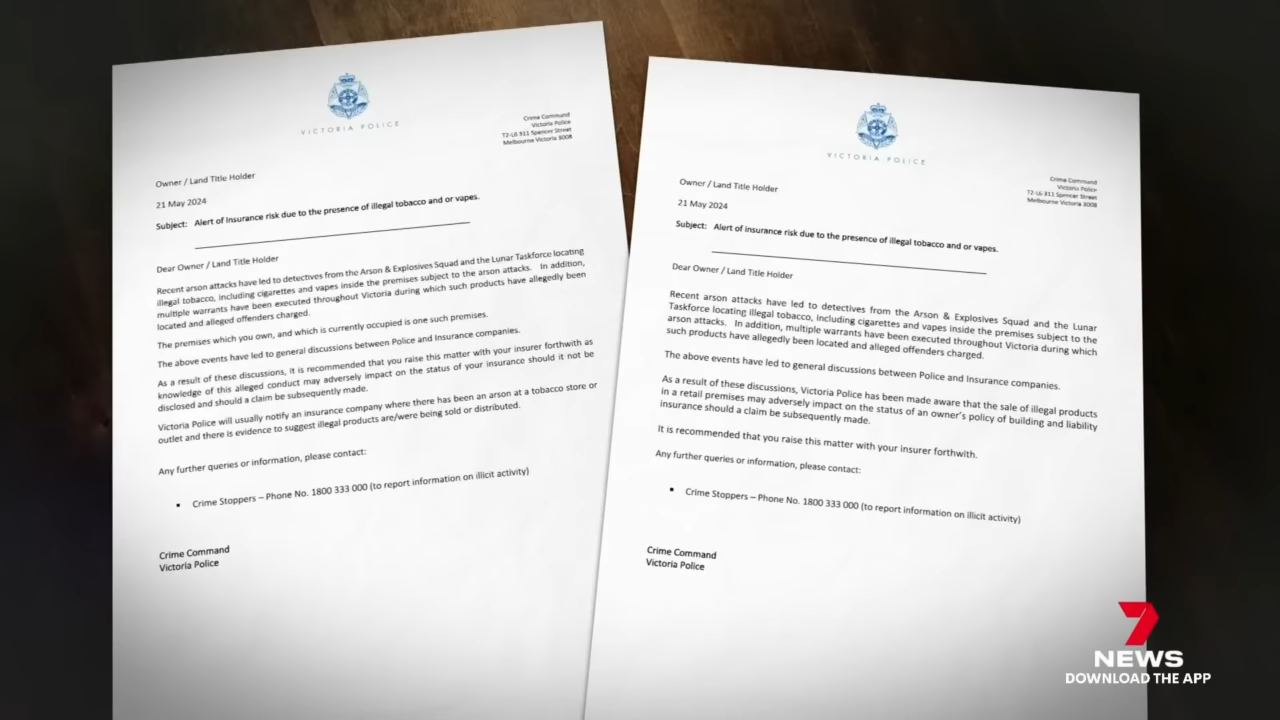 VICTORIA POLICE
Crime Command
Victoria Police
T2-L6 311 Spencer Street
Melbourne Victoria 3008
Owner / Land Title Holder
21 May 2024
Subject: Alert of Insurance risk due to the presence of illegal tobacco and or vapes.
Dear Owner / Land Title Holder
Recent arson attacks have led to detectives from the Arson & Explosives Squad and the Lunar Taskforce locating
illegal tobacco, including cigarettes and vapes inside the premises subject to the arson attacks. In addition,
multiple warrants have been executed throughout Victoria during which such products have allegedly been
located and alleged offenders charged.
The premises which you own, and which is currently occupied is one such premises.
The above events have led to general discussions between Police and Insurance companies.
As a result of these discussions, it is recommended that you raise this matter with your insurer forthwith as
knowledge of this alleged conduct may adversely impact on the status of your insurance should it not be
disclosed and should a claim be subsequently made.
Victoria Police will usually notify an insurance company where there has been an arson at a tobacco store or
outlet and there is evidence to suggest illegal products are/were being sold or distributed.
Any further queries or information, please contact:
• Crime Stoppers – Phone No. 1800 333 000 (to report information on illicit activity)
Crime Command
Victoria Police
VICTORIA POLICE
Crime Command
Victoria Police
T2-L6 311 Spencer Street
Melbourne Victoria 3008
Owner / Land Title Holder
21 May 2024
Subject: Alert of insurance risk due to the presence of illegal tobacco and or vapes.
Dear Owner / Land Title Holder
Recent arson attacks have led to detectives from the Arson & Explosives Squad and the Lunar
Taskforce locating illegal tobacco, including cigarettes and vapes inside the premises subject to the
arson attacks. In addition, multiple warrants have been executed throughout Victoria during which
such products have allegedly been located and alleged offenders charged.
The above events have led to general discussions between Police and Insurance companies.
As a result of these discussions, Victoria Police has been made aware that the sale of illegal products
in a retail premises may adversely impact on the status of an owner's policy of building and liability
insurance should a claim be subsequently made.
It is recommended that you raise this matter with your insurer forthwith.
Any further queries or information, please contact:
• Crime Stoppers – Phone No. 1800 333 000 (to report information on illicit activity)
Crime Command
Victoria Police
7
NEWS
DOWNLOAD THE APP